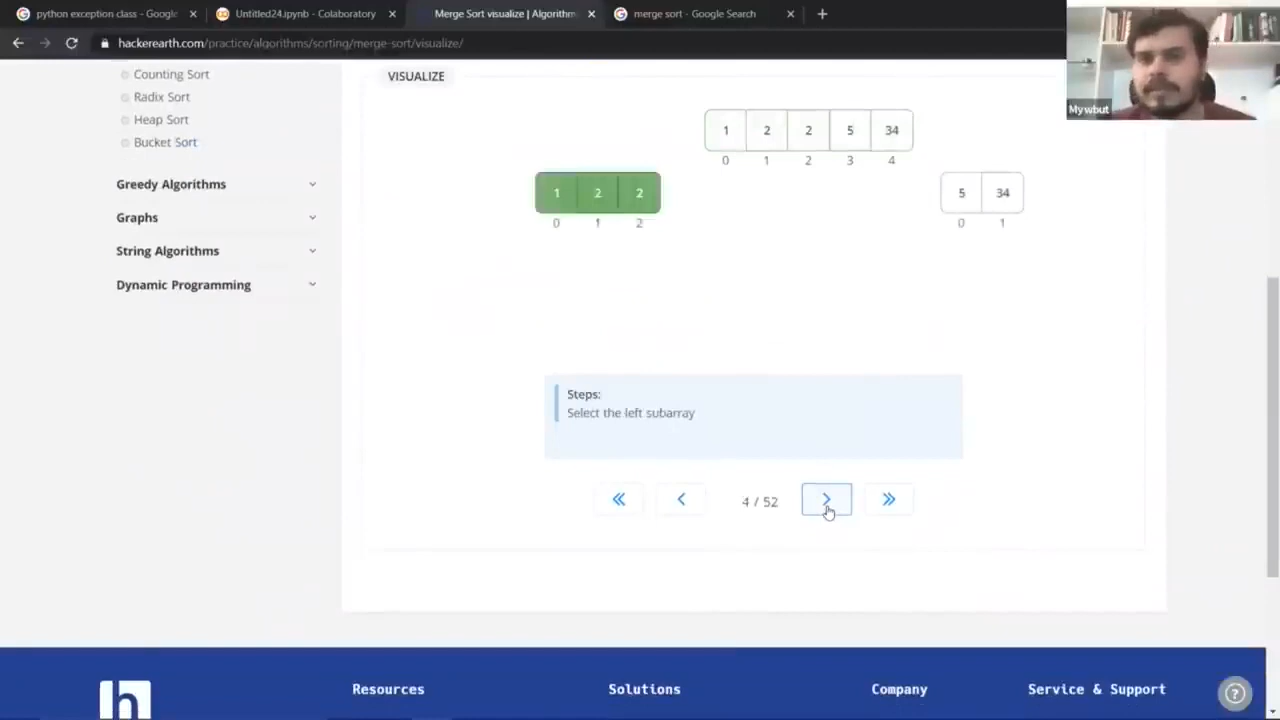 python exception class - Google
Untitled24.ipynb - Colaboratory
Merge Sort visualize | Algorithm
merge sort - Google Search
hackerearth.com/practice/algorithms/sorting/merge-sort/visualize/
Mywbut
Counting Sort
Radix Sort
Heap Sort
Bucket Sort
Greedy Algorithms
Graphs
String Algorithms
Dynamic Programming
VISUALIZE
1 2 2 5 34
0 1 2 3 4
1 2 2
0 1 2
5 34
0 1
Steps:
Select the left subarray
4 / 52
h
Resources
Solutions
Company
Service & Support